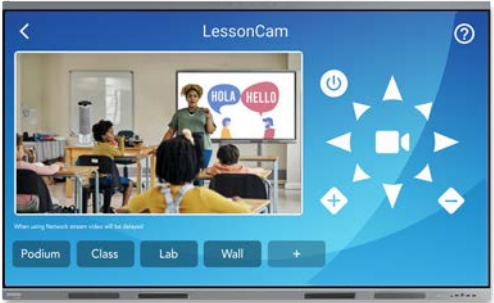 LessonCam
?
HOLA HELLO
When using Network stream video will be delayed
Podium Class Lab Wall +